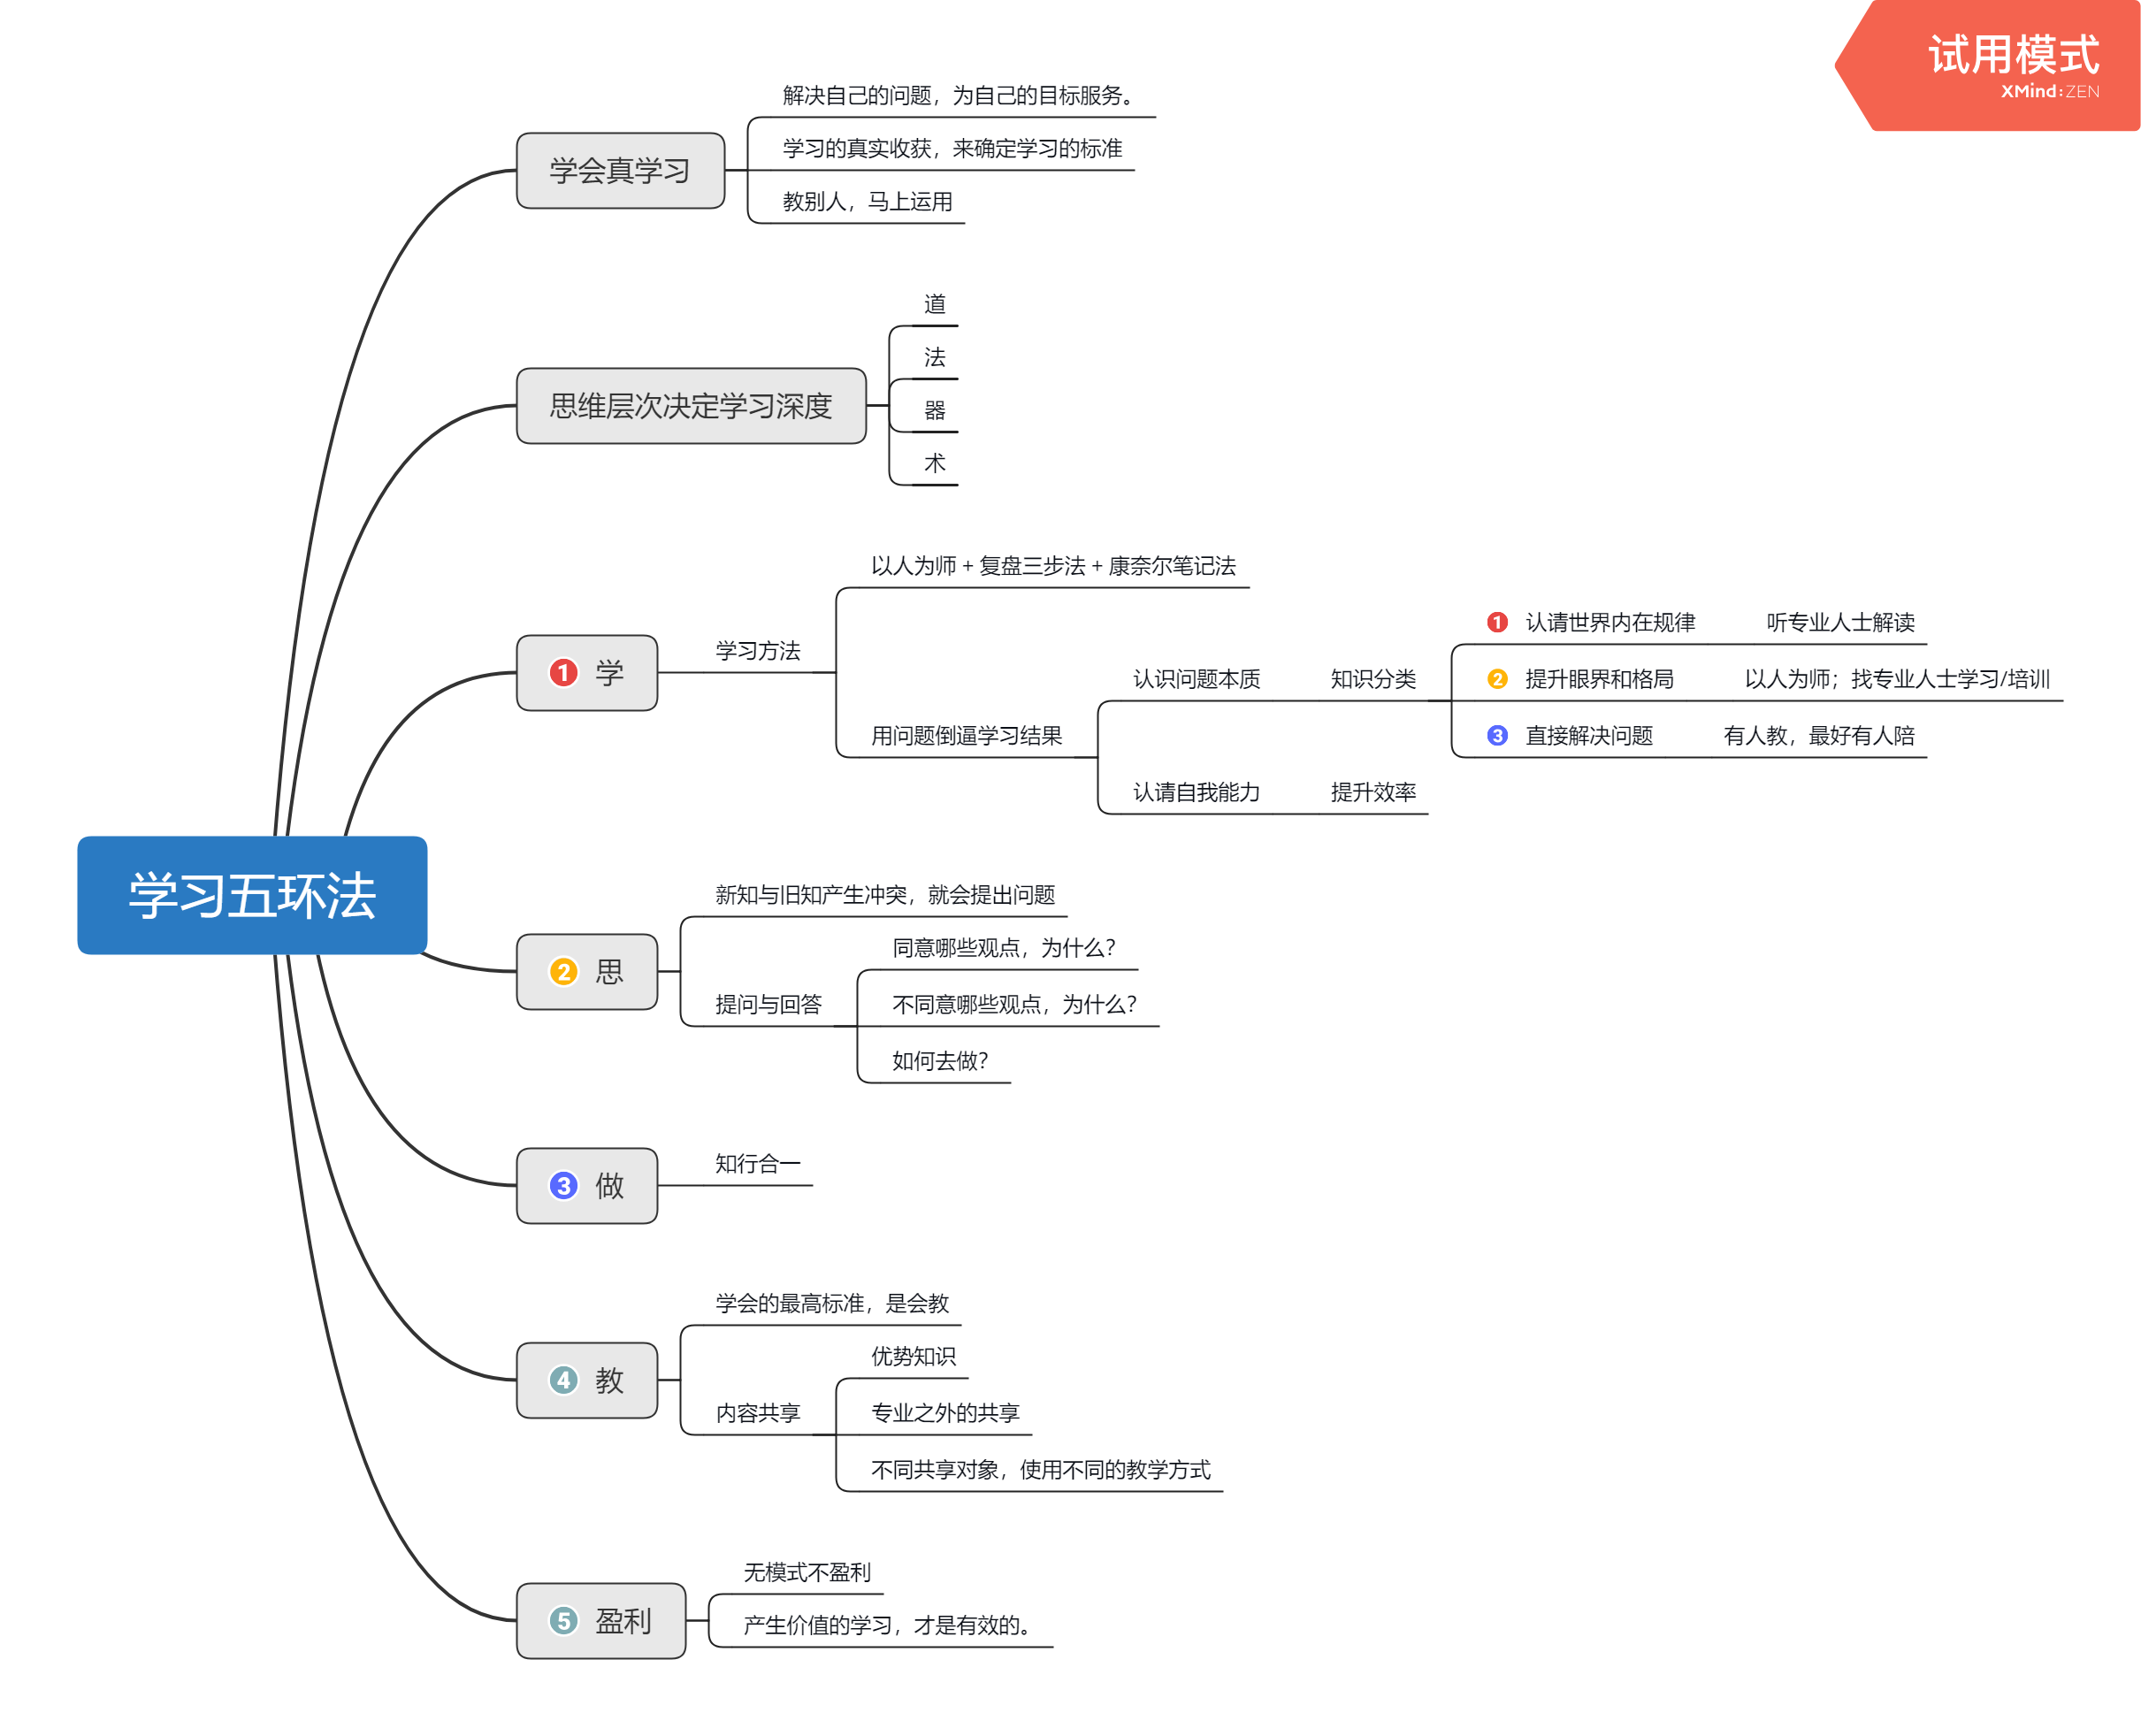 试用模式
XMind:ZEN
学习五环法
学会真学习
解决自己的问题，为自己的目标服务。
学习的真实收获，来确定学习的标准
教别人，马上运用
思维层次决定学习深度
道
法
器
术
1 学
学习方法
以人为师 + 复盘三步法 + 康奈尔笔记法
用问题倒逼学习结果
认识问题本质
知识分类
1 认请世界内在规律
听专业人士解读
2 提升眼界和格局
以人为师；找专业人士学习/培训
3 直接解决问题
有人教，最好有人陪
认请自我能力
提升效率
2 思
新知与旧知产生冲突，就会提出问题
提问与回答
同意哪些观点，为什么？
不同意哪些观点，为什么？
如何去做？
3 做
知行合一
4 教
学会的最高标准，是会教
内容共享
优势知识
专业之外的共享
不同共享对象，使用不同的教学方式
5 盈利
无模式不盈利
产生价值的学习，才是有效的。